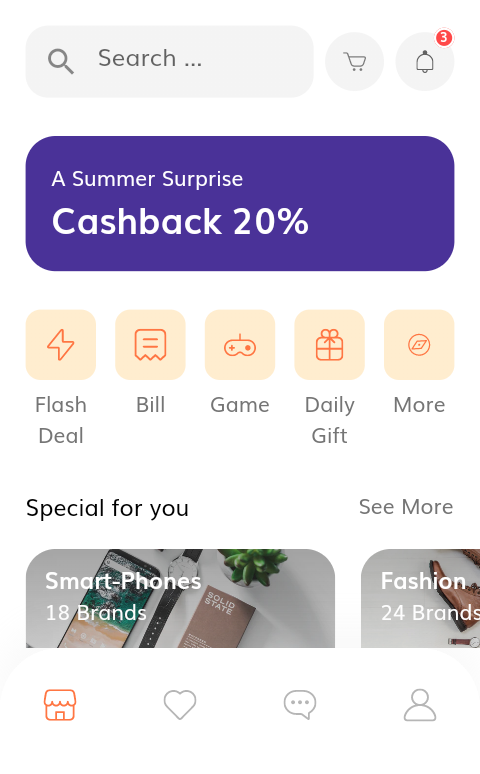 Search ...
3
A Summer Surprise
Cashback 20%
Flash
Deal
Bill
Game
Daily
Gift
More
Special for you
See More
Smart-Phones
18 Brands
SOLID
STATE
Fashion
24 Brands